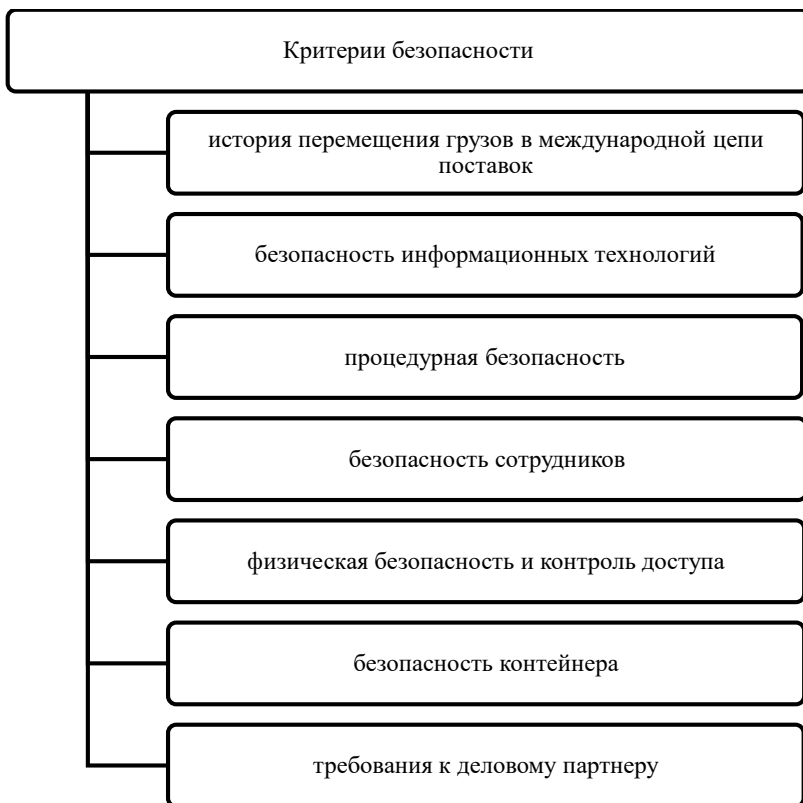 Критерии безопасности
история перемещения грузов в международной цепи
поставок
безопасность информационных технологий
процедурная безопасность
безопасность сотрудников
физическая безопасность и контроль доступа
безопасность контейнера
требования к деловому партнеру